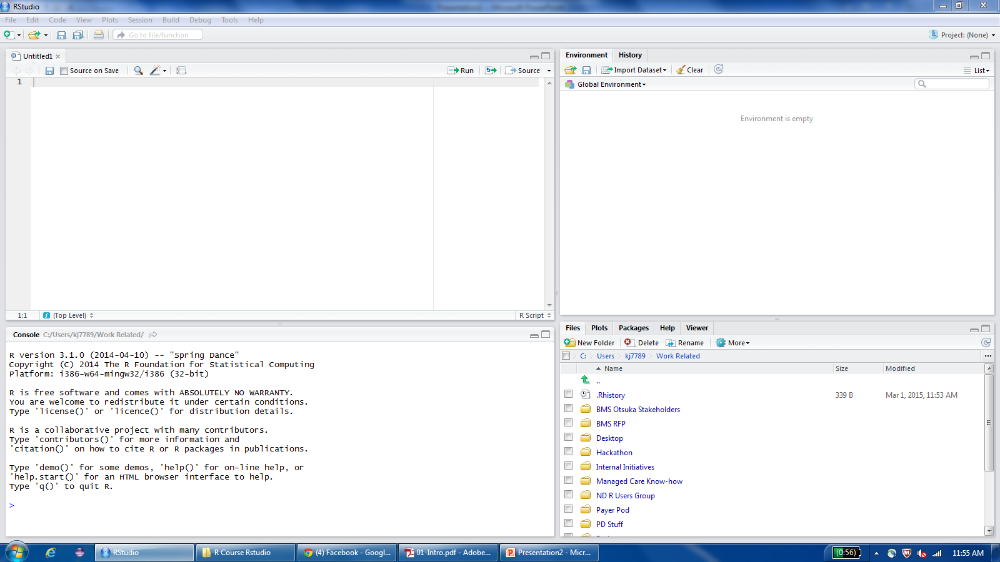 RStudio
File Edit Code View Plots Session Build Debug Tools Help
Go to file/function
Project: (None)
Untitled1
Source on Save
Run
Source
1
1:1
(Top Level)
R Script
Console C:/Users/kj7789/Work Related/
R version 3.1.0 (2014-04-10) -- "Spring Dance"
Copyright (C) 2014 The R Foundation for Statistical Computing
Platform: i386-w64-mingw32/i386 (32-bit)
R is free software and comes with ABSOLUTELY NO WARRANTY.
You are welcome to redistribute it under certain conditions.
Type 'license()' or 'licence()' for distribution details.
R is a collaborative project with many contributors.
Type 'contributors()' for more information and
'citation()' on how to cite R or R packages in publications.
Type 'demo()' for some demos, 'help()' for on-line help, or
'help.start()' for an HTML browser interface to help.
Type 'q()' to quit R.
>
Environment History
Import Dataset Clear List
Global Environment
Environment is empty
Files Plots Packages Help Viewer
New Folder Delete Rename More
C: Users kj7789 Work Related
Name Size Modified
..
.Rhistory 339 B Mar 1, 2015, 11:53 AM
BMS Otsuka Stakeholders
BMS RFP
Desktop
Hackathon
Internal Initiatives
Managed Care Know-how
ND R Users Group
Payer Pod
PD Stuff
RStudio
R Course Rstudio
(4) Facebook - Googl...
01-Intro.pdf - Adobe...
Presentation2 - Micr...
(0:56)
11:55 AM